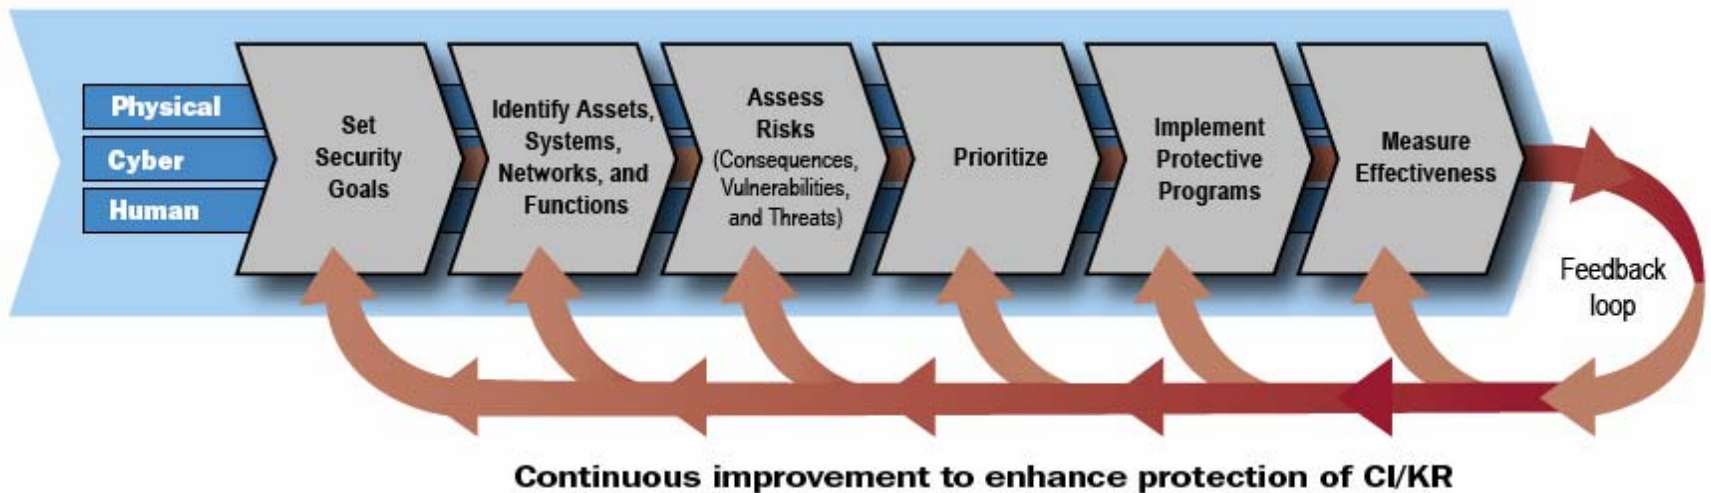 Physical
Cyber
Human
Set
Security
Goals
Identify Assets,
Systems,
Networks, and
Functions
Assess
Risks
(Consequences,
Vulnerabilities,
and Threats)
Prioritize
Implement
Protective
Programs
Measure
Effectiveness
Feedback
loop
Continuous improvement to enhance protection of CI/KR